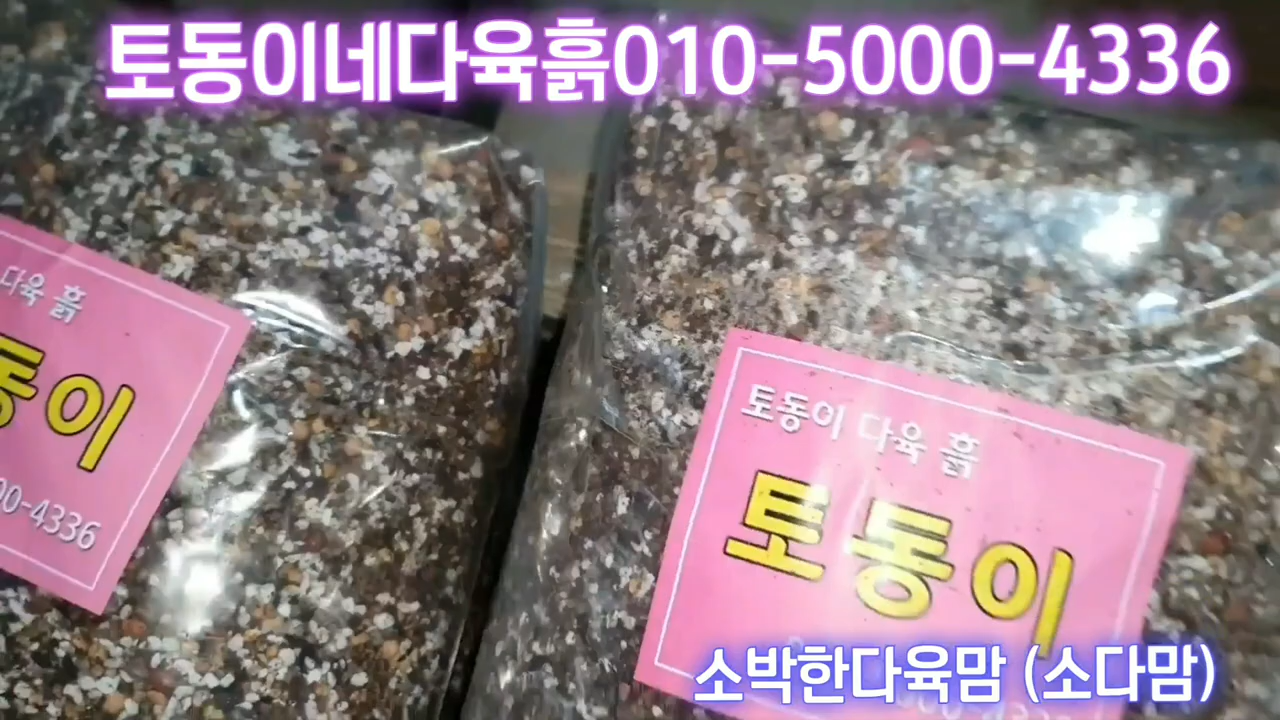 토동이네다육흙010-5000-4336
다육 흙
동이
00-4336
토동이 다육 흙
토동이
소박한다육맘 (소다맘)